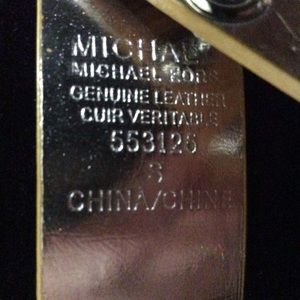 MICHAEL
MICHAEL KORS
GENUINE LEATHER
CUIR VERITABLE
553126
S
CHINA/CHINE